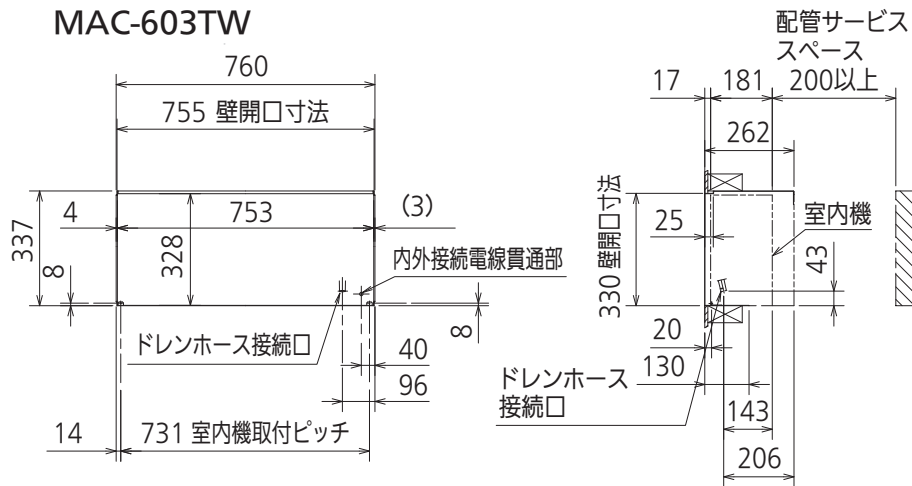 MAC-603TW
760
755 壁開口寸法
337
4
753
(3)
8
328
内外接続電線貫通部
8
ドレンホース接続口
40
96
14
731 室内機取付ピッチ
配管サービス
スペース
17
181
200以上
262
330 壁開口寸法
25
室内機
43
20
130
ドレンホース
接続口
143
206